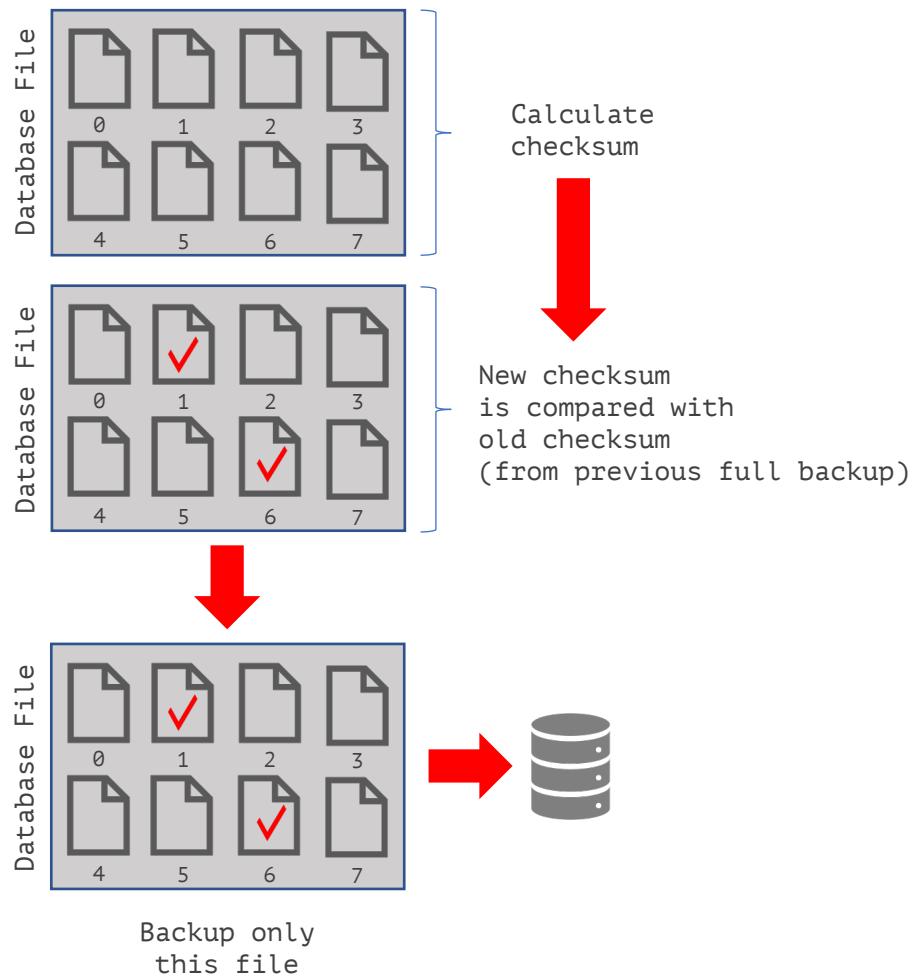 Database File
0 1 2 3
4 5 6 7
Calculate
checksum
Database File
0 1 2 3
4 5 6 7
New checksum
is compared with
old checksum
(from previous full backup)
Database File
0 1 2 3
4 5 6 7
Backup only
this file